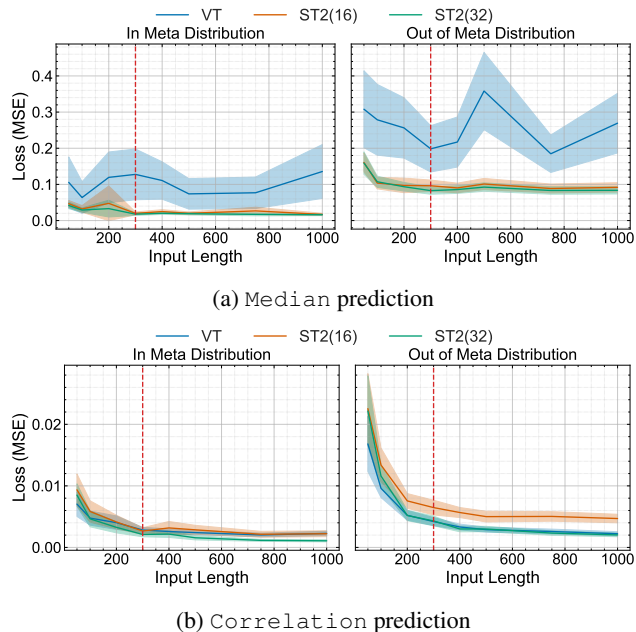 VT ST2(16) ST2(32)
In Meta Distribution Out of Meta Distribution
Loss (MSE)
0.4
0.3
0.2
0.1
0.0
200 400 600 800 1000 200 400 600 800 1000
Input Length Input Length
(a) Median prediction
VT ST2(16) ST2(32)
In Meta Distribution Out of Meta Distribution
Loss (MSE)
0.02
0.01
0.00
0 200 400 600 800 1000 0 200 400 600 800 1000
Input Length Input Length
(b) Correlation prediction